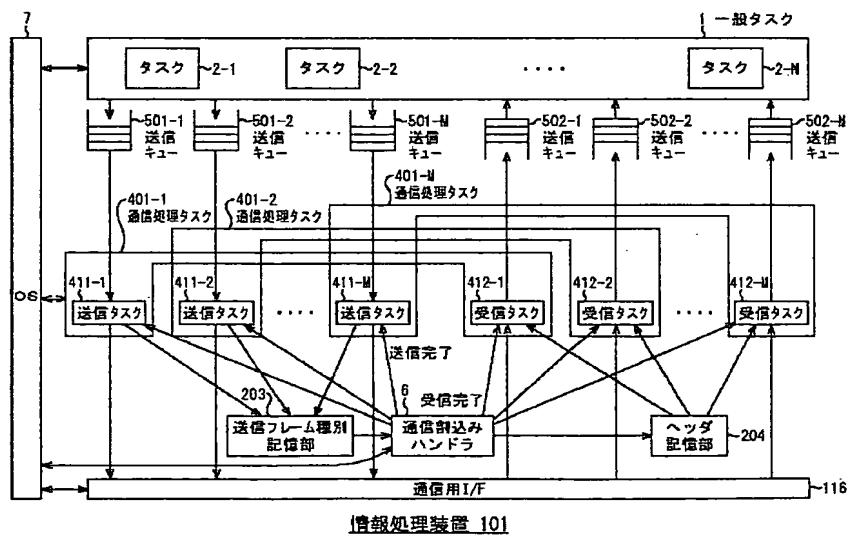 7
1 一般タスク
タスク 2-1
タスク 2-2
‥‥
タスク 2-N
501-1 送信キュー
501-2 送信キュー
‥‥
501-M 送信キュー
502-1 送信キュー
502-2 送信キュー
‥‥
502-M 送信キュー
401-1 通信処理タスク
401-2 通信処理タスク
401-M 通信処理タスク
OS
411-1 送信タスク
411-2 送信タスク
‥‥
411-M 送信タスク
412-1 受信タスク
412-2 受信タスク
‥‥
412-M 受信タスク
送信完了
受信完了
203
送信フレーム種別
記憶部
6
通信割込み
ハンドラ
ヘッダ
記憶部
204
通信用I/F
116
情報処理装置 101